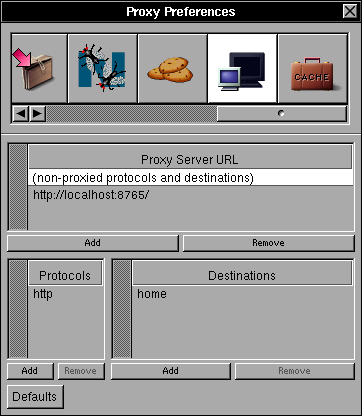 Proxy Preferences
CACHE
Proxy Server URL
(non-proxied protocols and destinations)
http://localhost:8765/
Add
Remove
Protocols
Destinations
http
home
Add
Remove
Add
Remove
Defaults